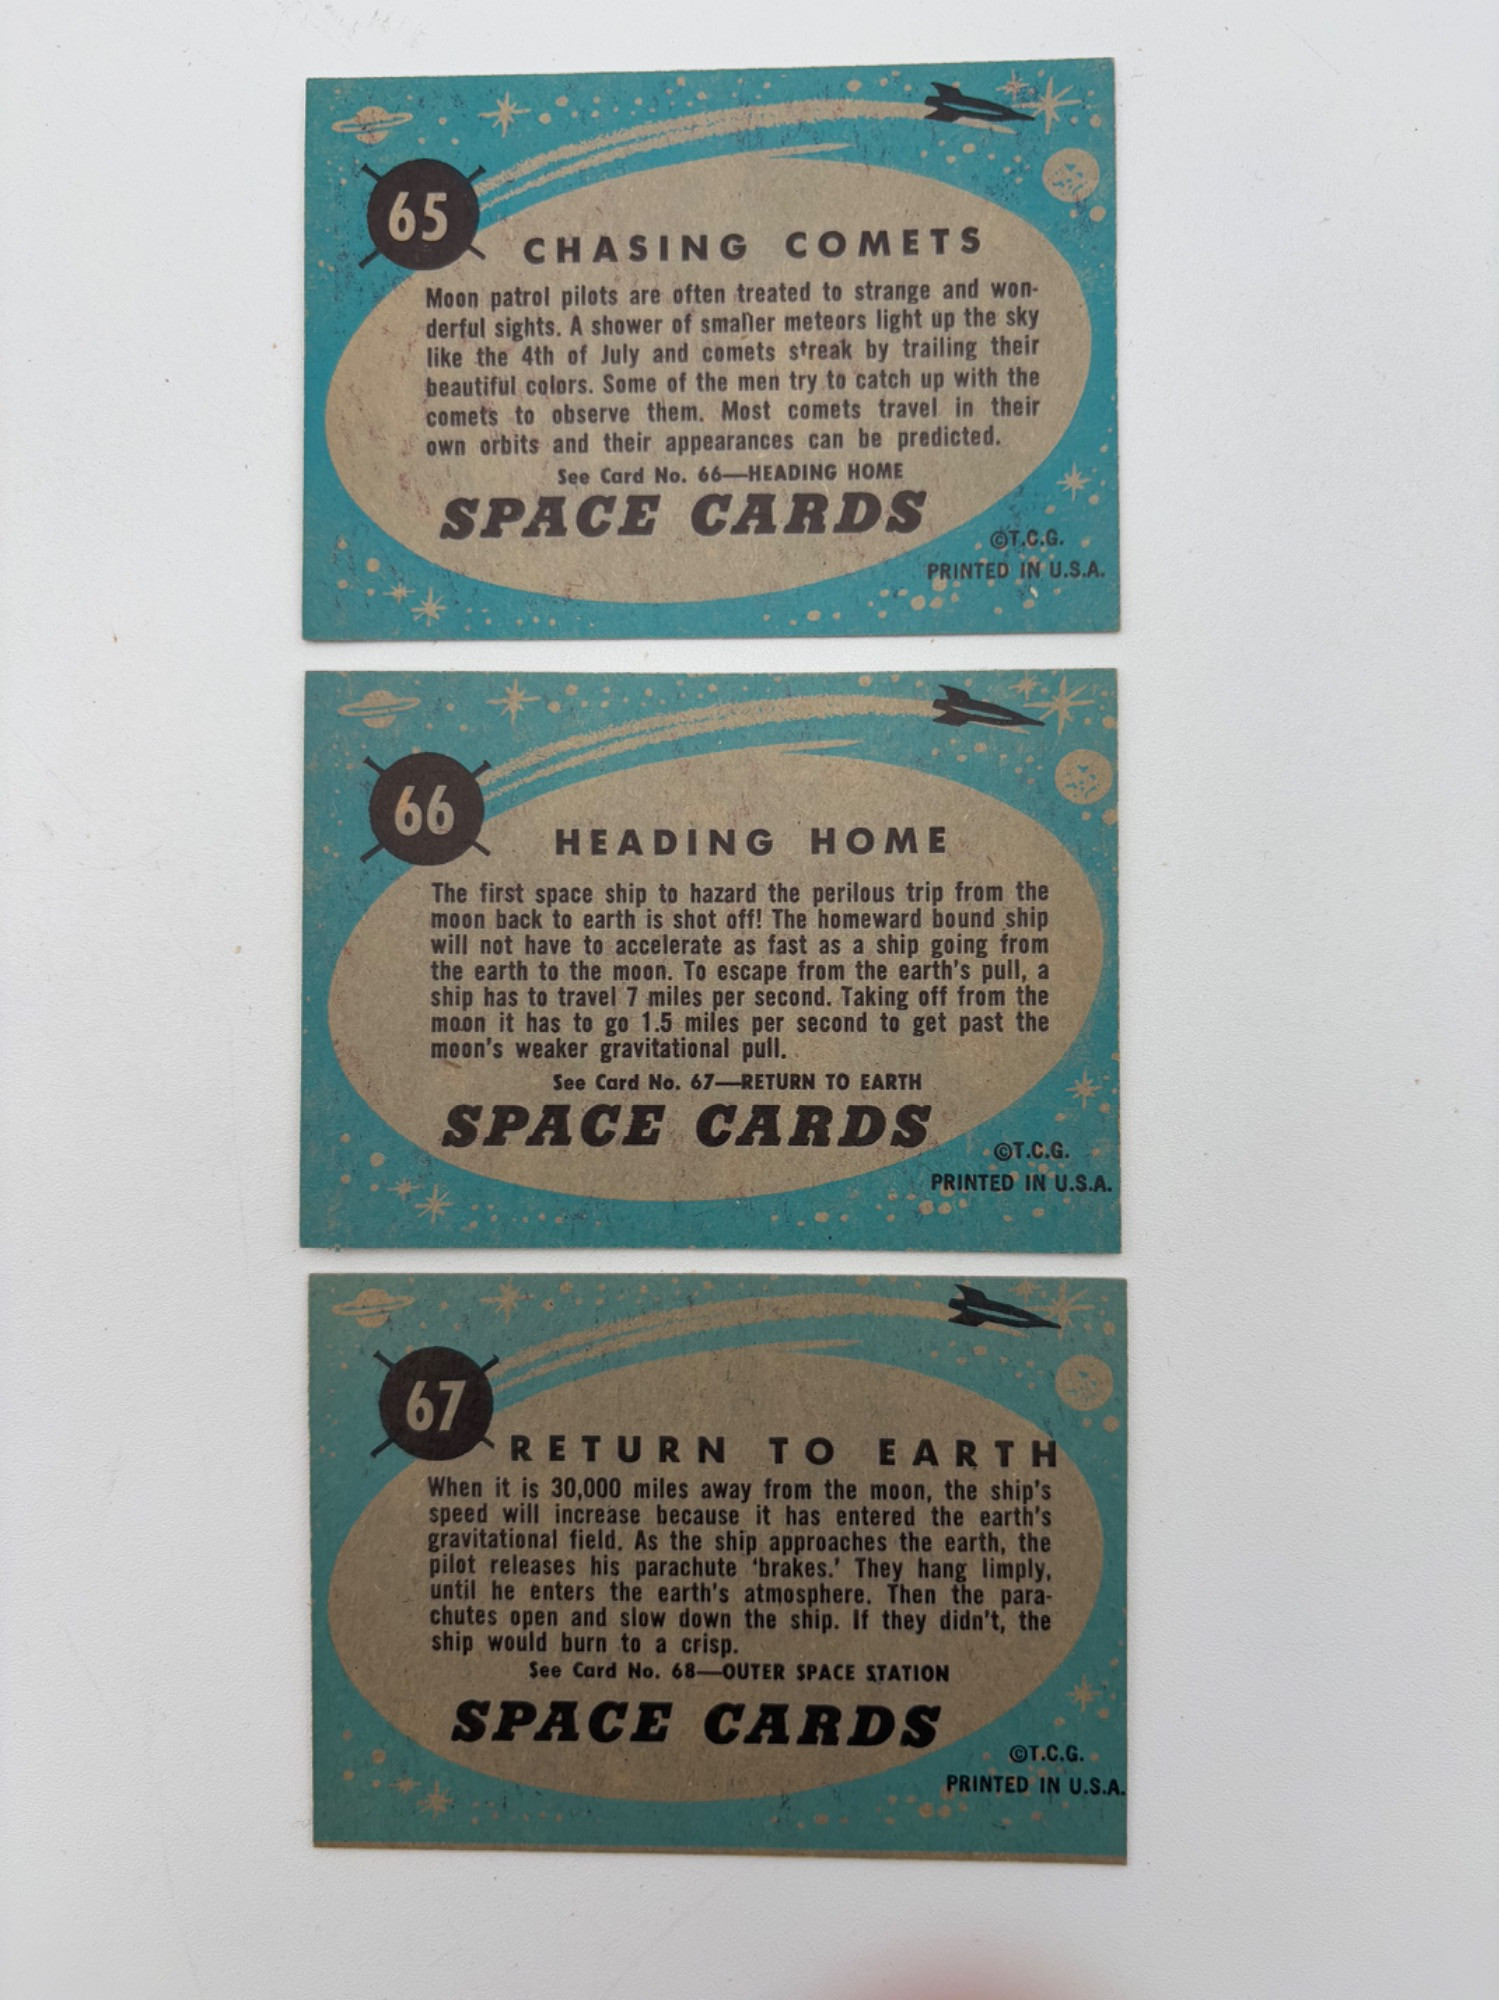 65
CHASING COMETS
Moon patrol pilots are often treated to strange and won-
derful sights. A shower of smaller meteors light up the sky
like the 4th of July and comets streak by trailing their
beautiful colors. Some of the men try to catch up with the
comets to observe them. Most comets travel in their
own orbits and their appearances can be predicted.
See Card No. 66—HEADING HOME
SPACE CARDS
©T.C.G.
PRINTED IN U.S.A.
66
HEADING HOME
The first space ship to hazard the perilous trip from the
moon back to earth is shot off! The homeward bound ship
will not have to accelerate as fast as a ship going from
the earth to the moon. To escape from the earth's pull, a
ship has to travel 7 miles per second. Taking off from the
moon it has to go 1.5 miles per second to get past the
moon's weaker gravitational pull.
See Card No. 67—RETURN TO EARTH
SPACE CARDS
©T.C.G.
PRINTED IN U.S.A.
67
RETURN TO EARTH
When it is 30,000 miles away from the moon, the ship's
speed will increase because it has entered the earth's
gravitational field. As the ship approaches the earth, the
pilot releases his parachute 'brakes.' They hang limply,
until he enters the earth's atmosphere. Then the para-
chutes open and slow down the ship. If they didn't, the
ship would burn to a crisp.
See Card No. 68—OUTER SPACE STATION
SPACE CARDS
©T.C.G.
PRINTED IN U.S.A.